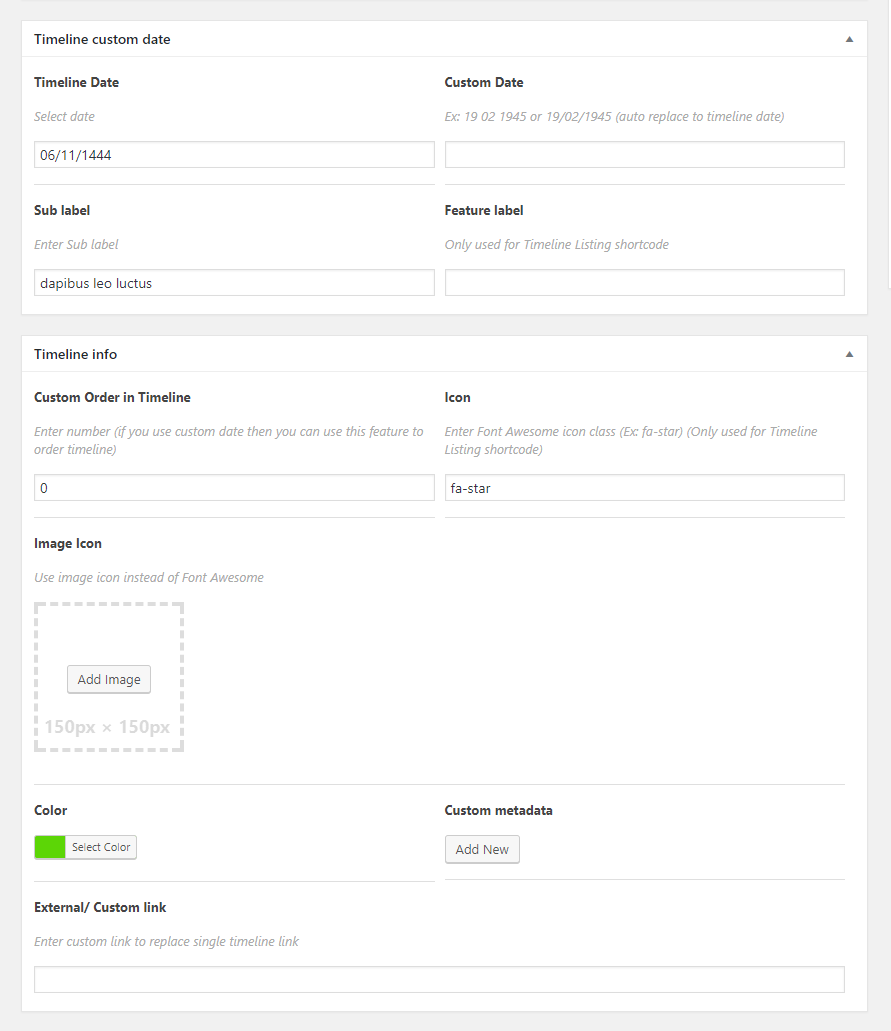 Timeline custom date
Timeline Date
Custom Date
Select date
Ex: 19 02 1945 or 19/02/1945 (auto replace to timeline date)
06/11/1444
Sub label
Feature label
Enter Sub label
Only used for Timeline Listing shortcode
dapibus leo luctus
Timeline info
Custom Order in Timeline
Icon
Enter number (if you use custom date then you can use this feature to
order timeline)
Enter Font Awesome icon class (Ex: fa-star) (Only used for Timeline
Listing shortcode)
0
fa-star
Image Icon
Use image icon instead of Font Awesome
Add Image
150px × 150px
Color
Custom metadata
Select Color
Add New
External/ Custom link
Enter custom link to replace single timeline link